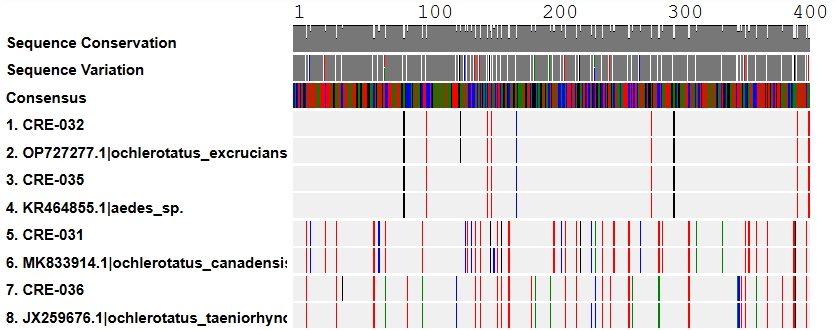 1 100 200 300 400
Sequence Conservation
Sequence Variation
Consensus
1. CRE-032
2. OP727277.1|ochlerotatus_excrucians
3. CRE-035
4. KR464855.1|aedes_sp.
5. CRE-031
6. MK833914.1|ochlerotatus_canadensis
7. CRE-036
8. JX259676.1|ochlerotatus_taeniorhync